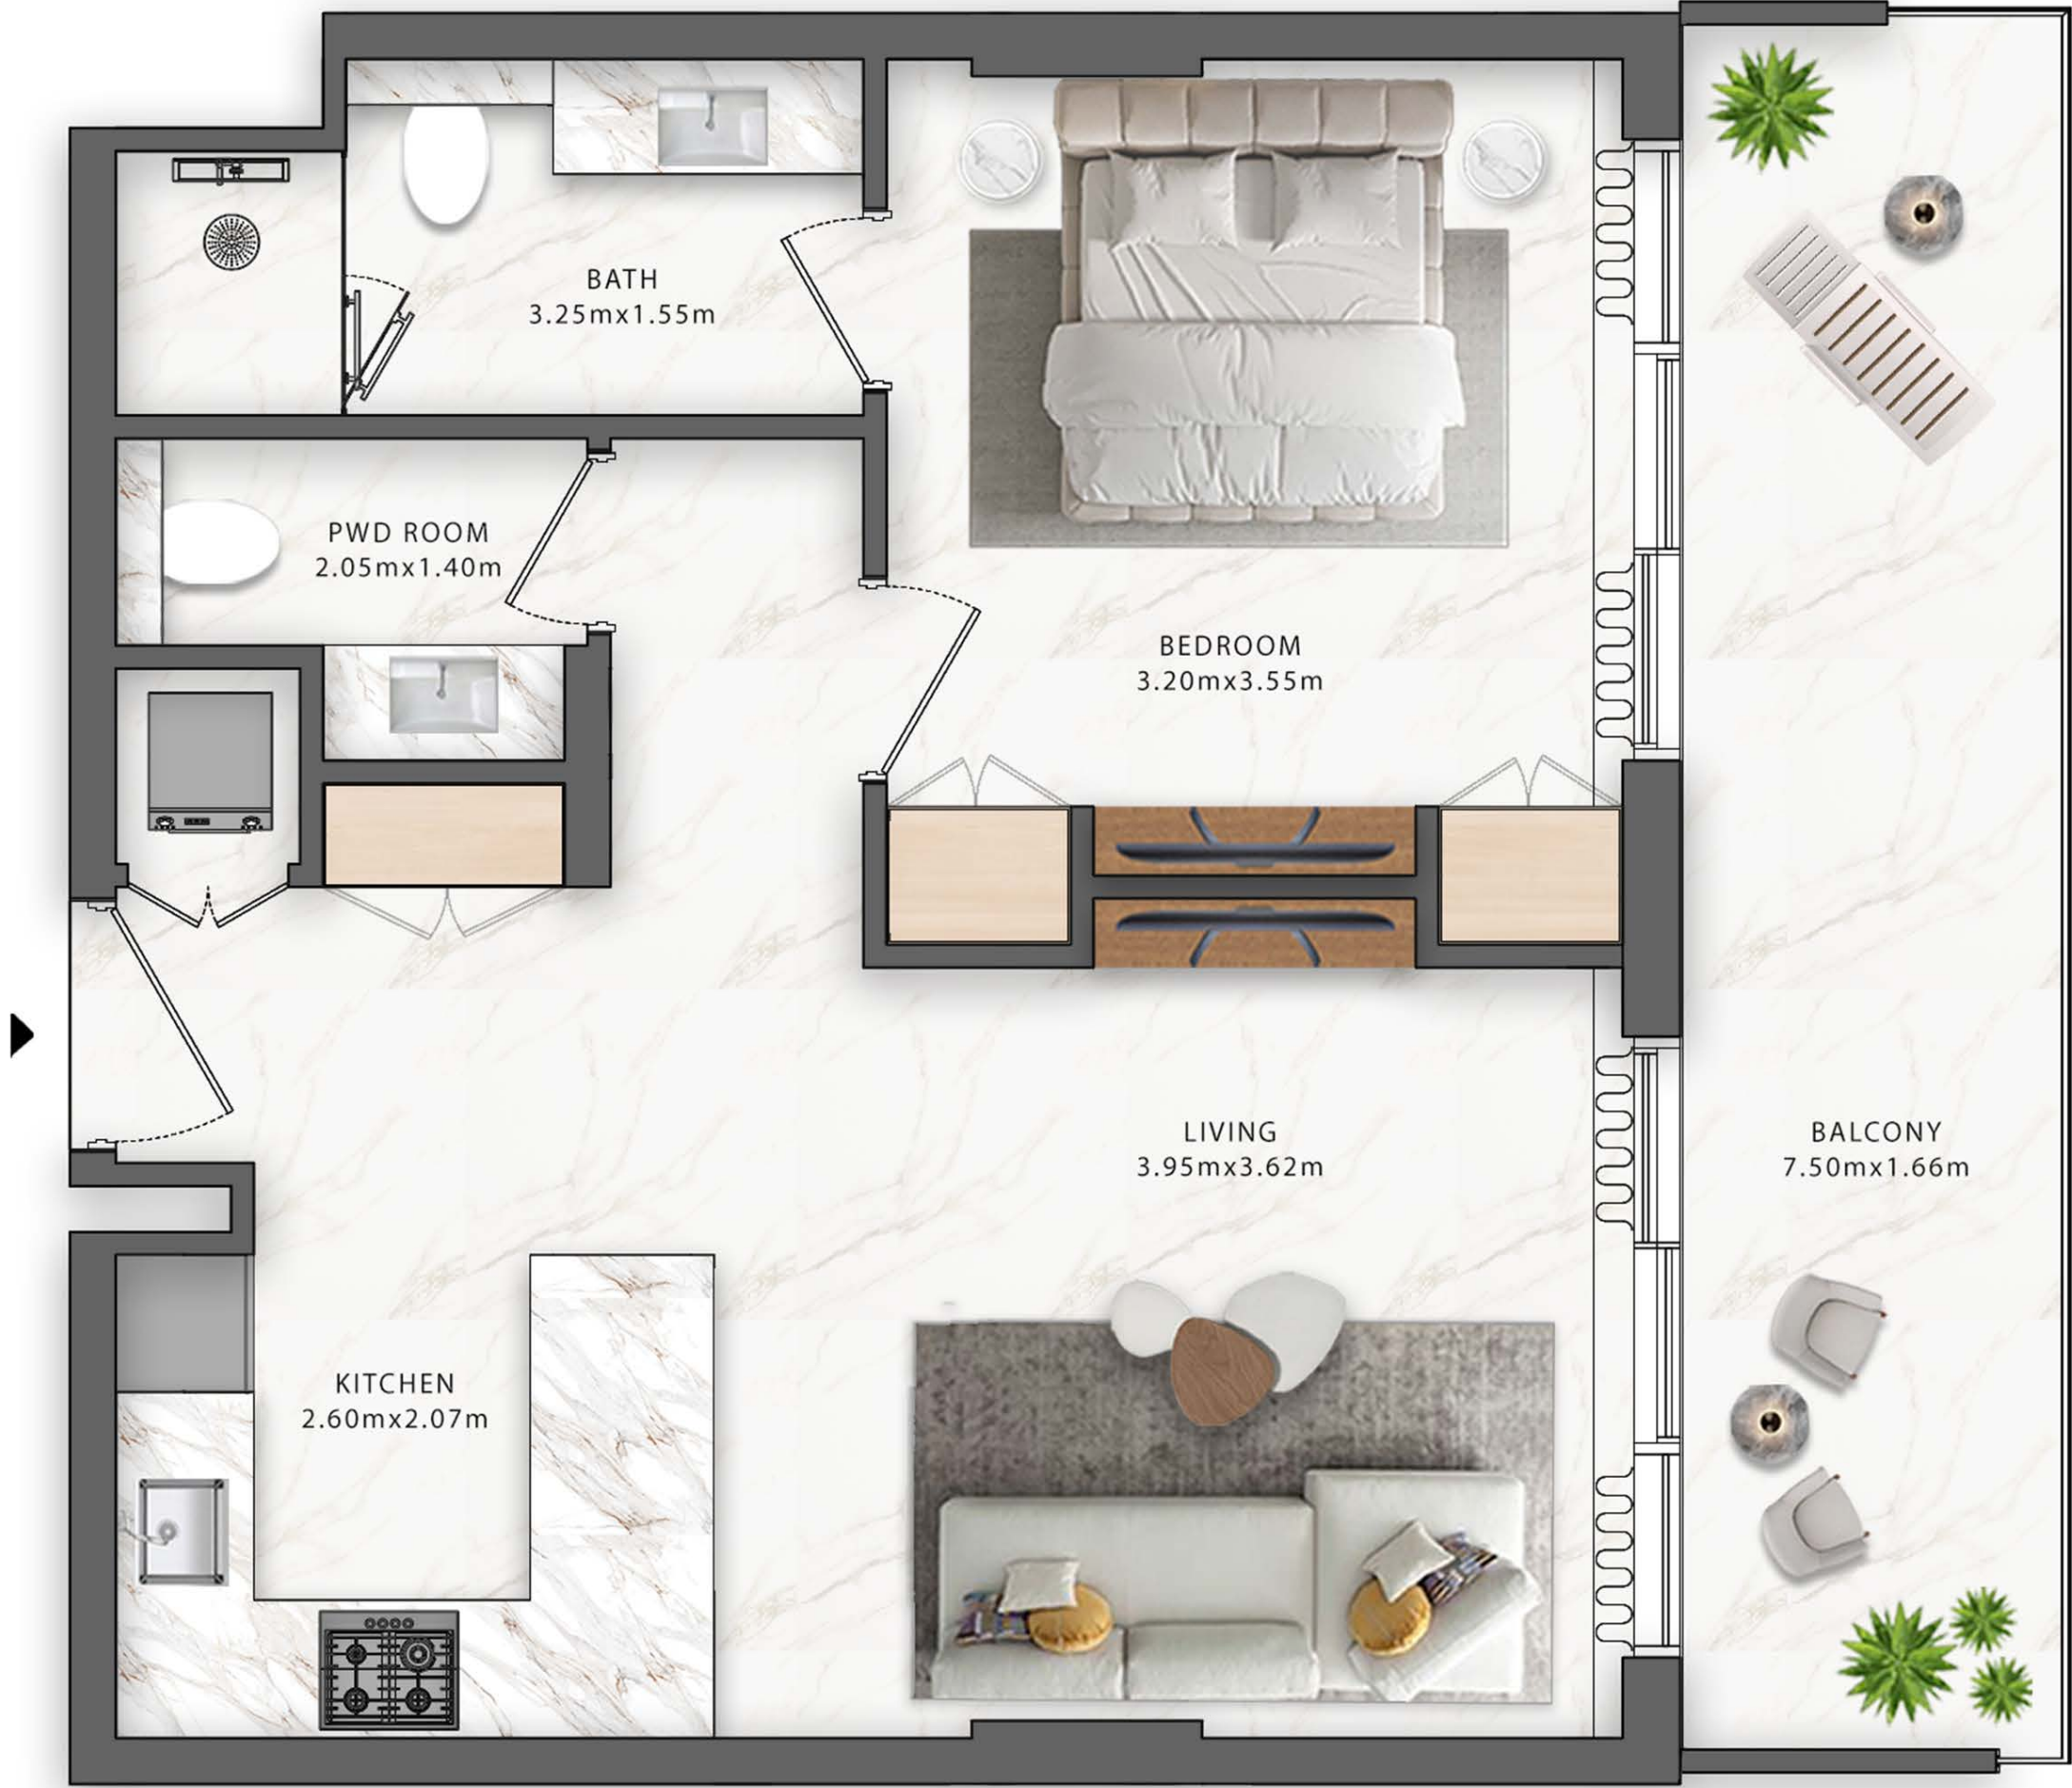 BATH
3.25mx1.55m
PWD ROOM
2.05mx1.40m
BEDROOM
3.20mx3.55m
LIVING
3.95mx3.62m
BALCONY
7.50mx1.66m
KITCHEN
2.60mx2.07m